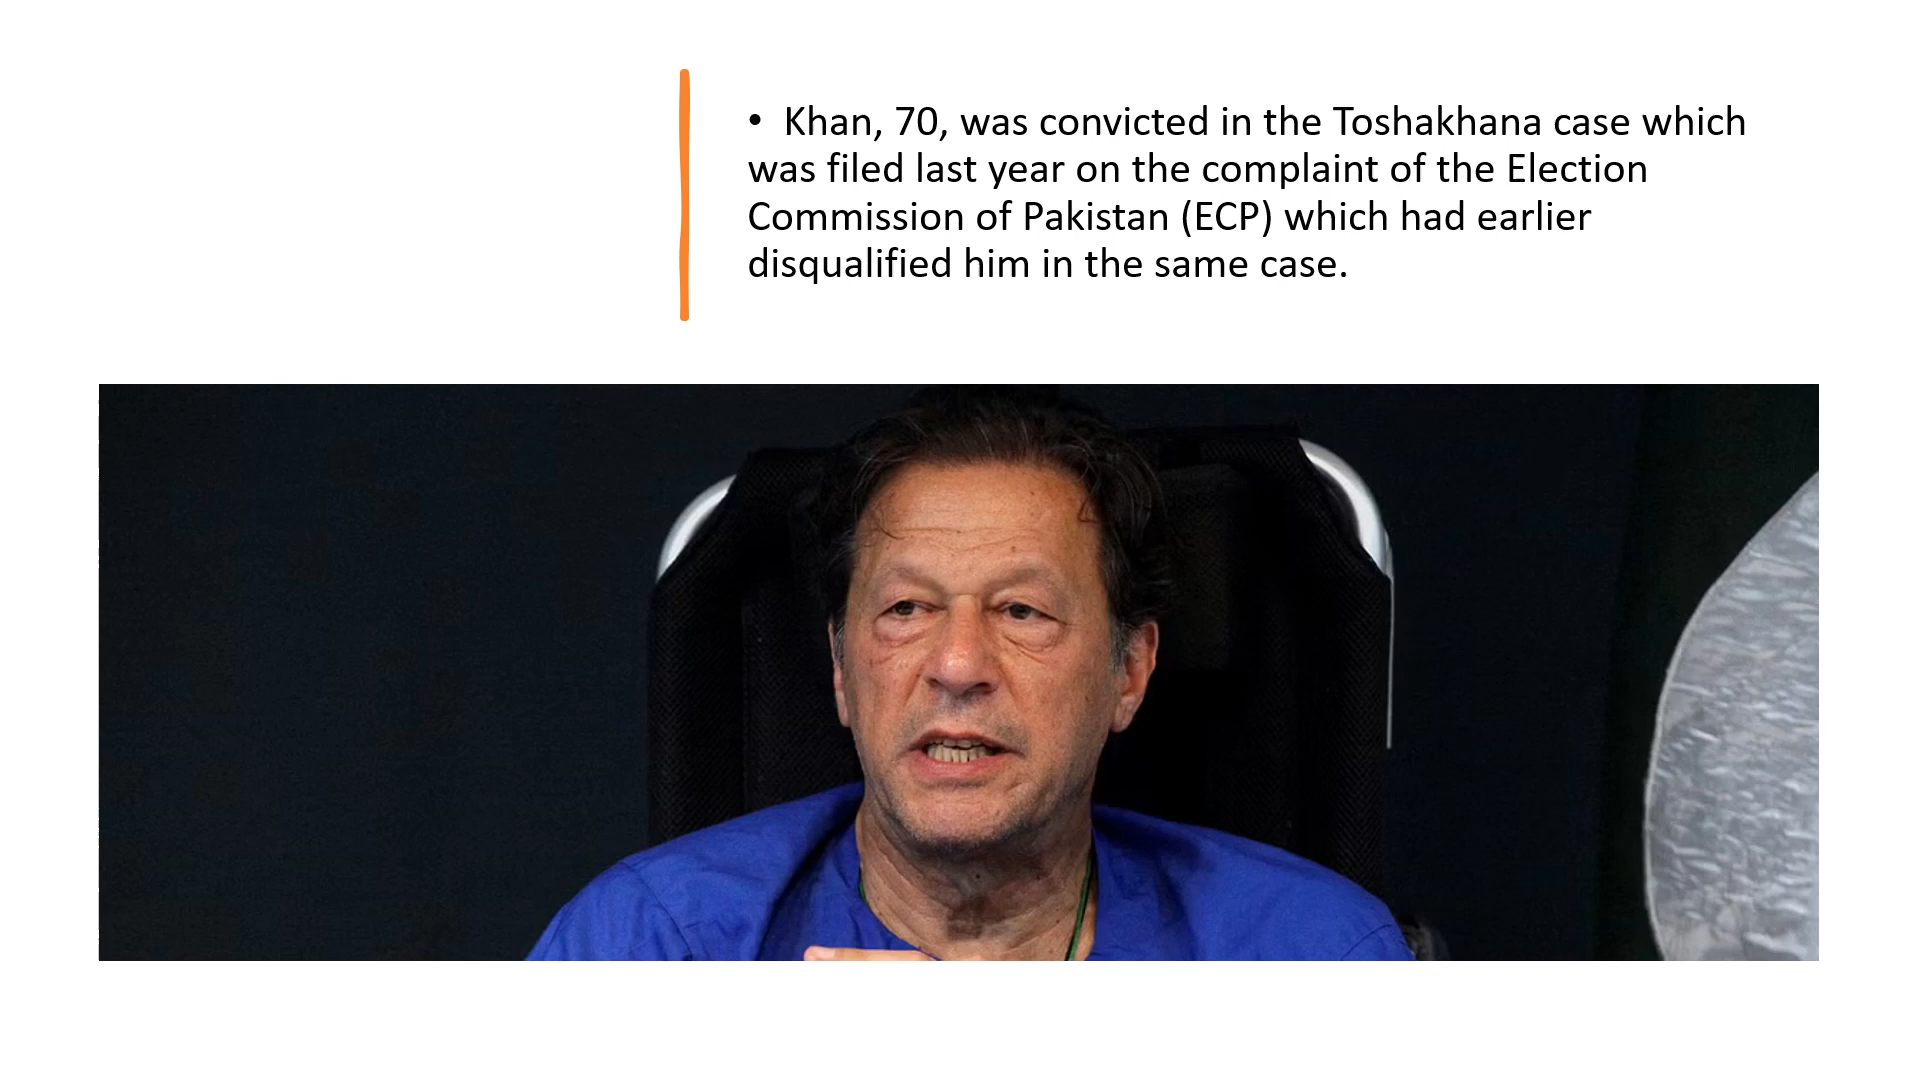 • Khan, 70, was convicted in the Toshakhana case which
was filed last year on the complaint of the Election
Commission of Pakistan (ECP) which had earlier
disqualified him in the same case.